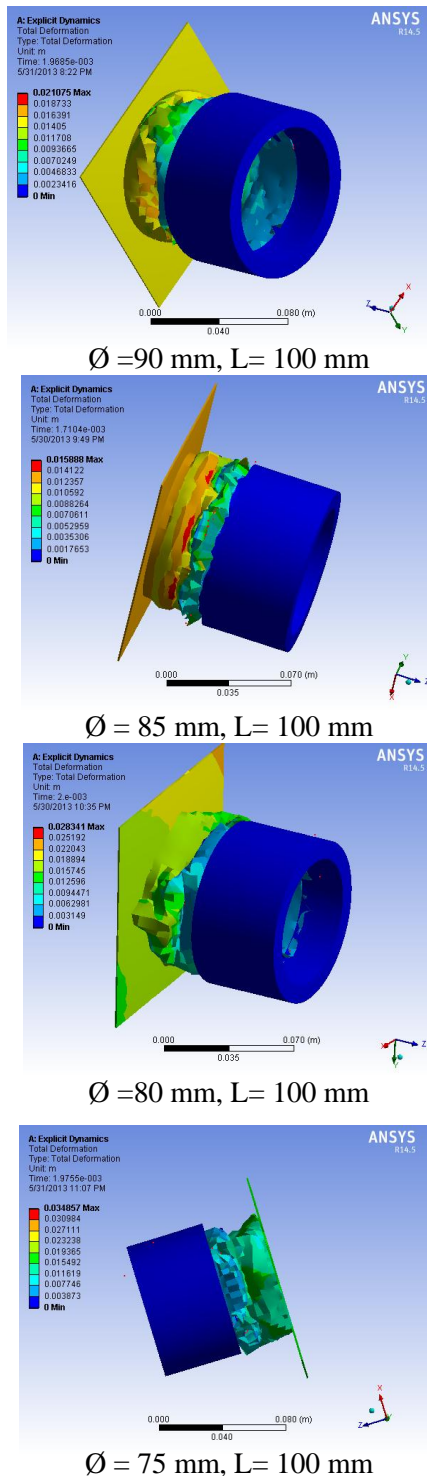 A: Explicit Dynamics
Total Deformation
Type: Total Deformation
Unit: m
Time: 1.9685e-003
5/31/2013 8:22 PM
ANSYS
R14.5
0.021075 Max
0.018733
0.016391
0.01405
0.011708
0.0093665
0.0070249
0.0046833
0.0023416
0 Min
0.000 0.080 (m)
0.040
X
Z
Y
Ø =90 mm, L= 100 mm
A: Explicit Dynamics
Total Deformation
Type: Total Deformation
Unit: m
Time: 1.7104e-003
5/30/2013 9:49 PM
ANSYS
R14.5
0.015888 Max
0.014122
0.012357
0.010592
0.0088264
0.0070611
0.0052959
0.0035306
0.0017653
0 Min
0.000 0.070 (m)
0.035
Y
Z
X
Ø = 85 mm, L= 100 mm
A: Explicit Dynamics
Total Deformation
Type: Total Deformation
Unit: m
Time: 2.e-003
5/30/2013 10:35 PM
ANSYS
R14.5
0.028341 Max
0.025192
0.022043
0.018894
0.015745
0.012596
0.0094471
0.0062981
0.003149
0 Min
0.000 0.070 (m)
0.035
X
Z
Y
Ø =80 mm, L= 100 mm
A: Explicit Dynamics
Total Deformation
Type: Total Deformation
Unit: m
Time: 1.9755e-003
5/31/2013 11:07 PM
ANSYS
R14.5
0.034857 Max
0.030984
0.027111
0.023238
0.019365
0.015492
0.011619
0.007746
0.003873
0 Min
0.000 0.080 (m)
0.040
X
Z
Y
Ø = 75 mm, L= 100 mm